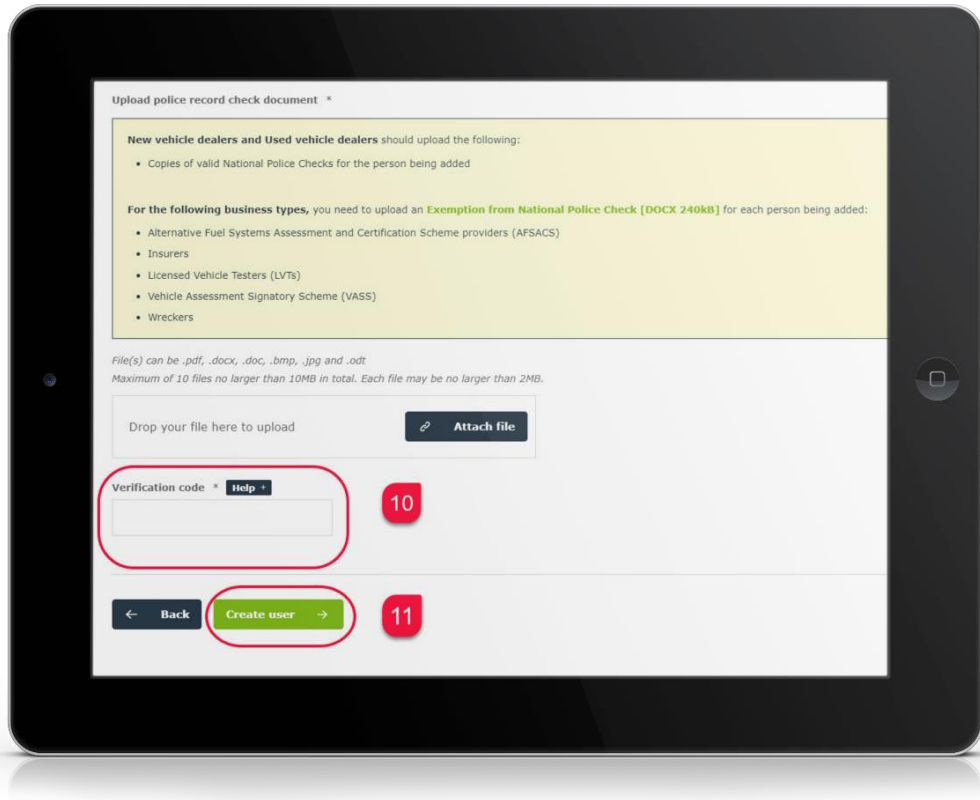 Upload police record check document *
New vehicle dealers and Used vehicle dealers should upload the following:
• Copies of valid National Police Checks for the person being added
For the following business types, you need to upload an Exemption from National Police Check [DOCX 240kB] for each person being added:
• Alternative Fuel Systems Assessment and Certification Scheme providers (AFSACS)
• Insurers
• Licensed Vehicle Testers (LVTs)
• Vehicle Assessment Signatory Scheme (VASS)
• Wreckers
File(s) can be .pdf, .docx, .doc, .bmp, .jpg and .odt
Maximum of 10 files no larger than 10MB in total. Each file may be no larger than 2MB.
Drop your file here to upload
Attach file
Verification code * Help +
10
← Back
Create user →
11